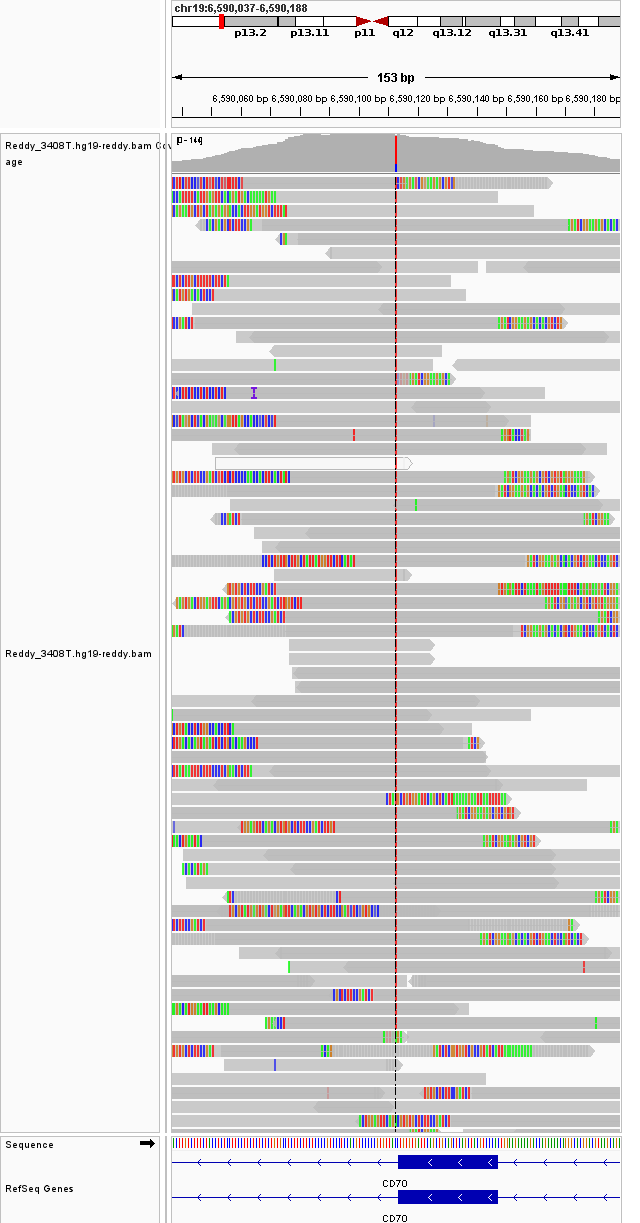 chr19:6,590,037-6,590,188
p13.2 p13.11 p11 q12 q13.12 q13.31 q13.41
153 bp
6,590,060 bp 6,590,080 bp 6,590,100 bp 6,590,120 bp 6,590,140 bp 6,590,160 bp 6,590,180 bp
Reddy_3408T.hg19-reddy.bam Cov
age
[0 - 144]
Reddy_3408T.hg19-reddy.bam
Sequence
CD70
RefSeq Genes
CD70